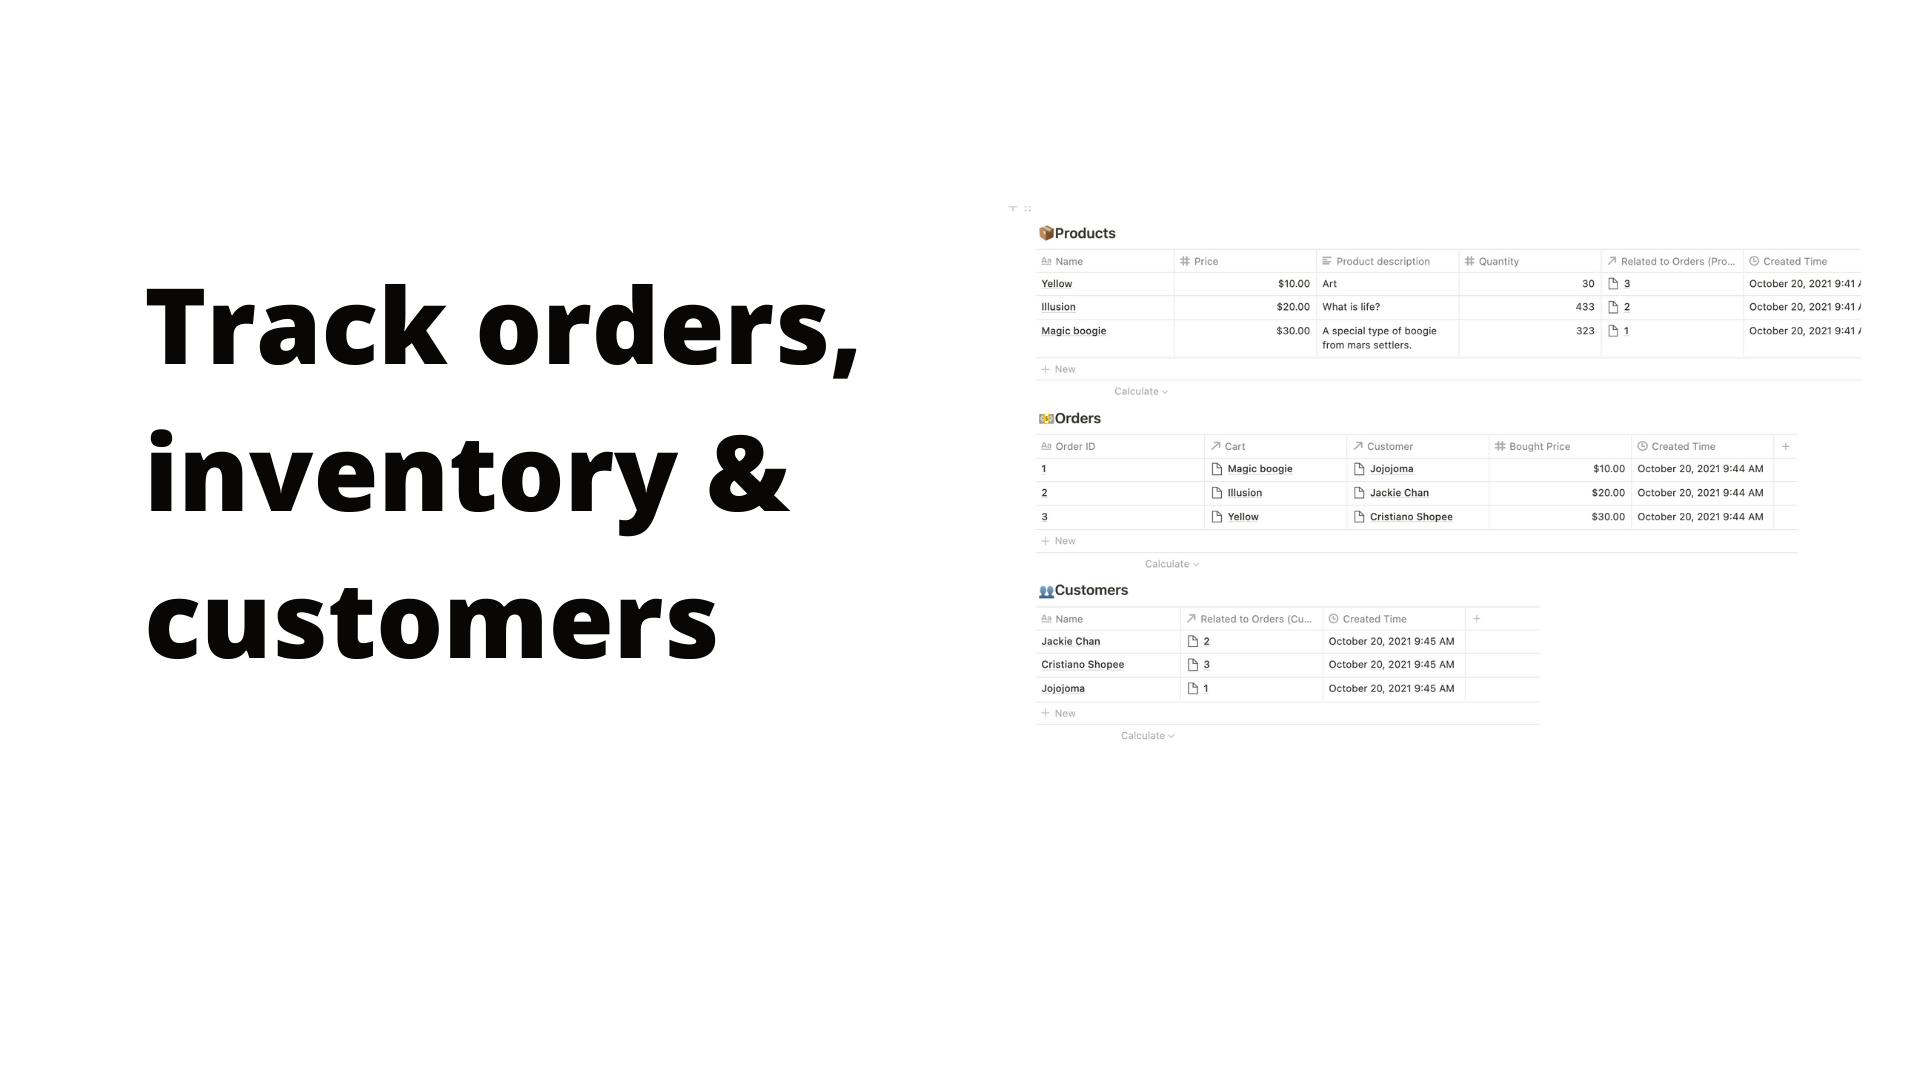 Track orders,
inventory &
customers
📦Products
Aa Name # Price Product description # Quantity ↗ Related to Orders (Pro... Created Time
Yellow $10.00 Art 30 3 October 20, 2021 9:41
Illusion $20.00 What is life? 433 2 October 20, 2021 9:41
Magic boogie $30.00 A special type of boogie 323 1 October 20, 2021 9:41
from mars settlers.
+ New
Calculate
💵Orders
Aa Order ID ↗ Cart ↗ Customer # Bought Price Created Time +
1 Magic boogie Jojojoma $10.00 October 20, 2021 9:44 AM
2 Illusion Jackie Chan $20.00 October 20, 2021 9:44 AM
3 Yellow Cristiano Shopee $30.00 October 20, 2021 9:44 AM
+ New
Calculate
👥Customers
Aa Name ↗ Related to Orders (Cu... Created Time +
Jackie Chan 2 October 20, 2021 9:45 AM
Cristiano Shopee 3 October 20, 2021 9:45 AM
Jojojoma 1 October 20, 2021 9:45 AM
+ New
Calculate